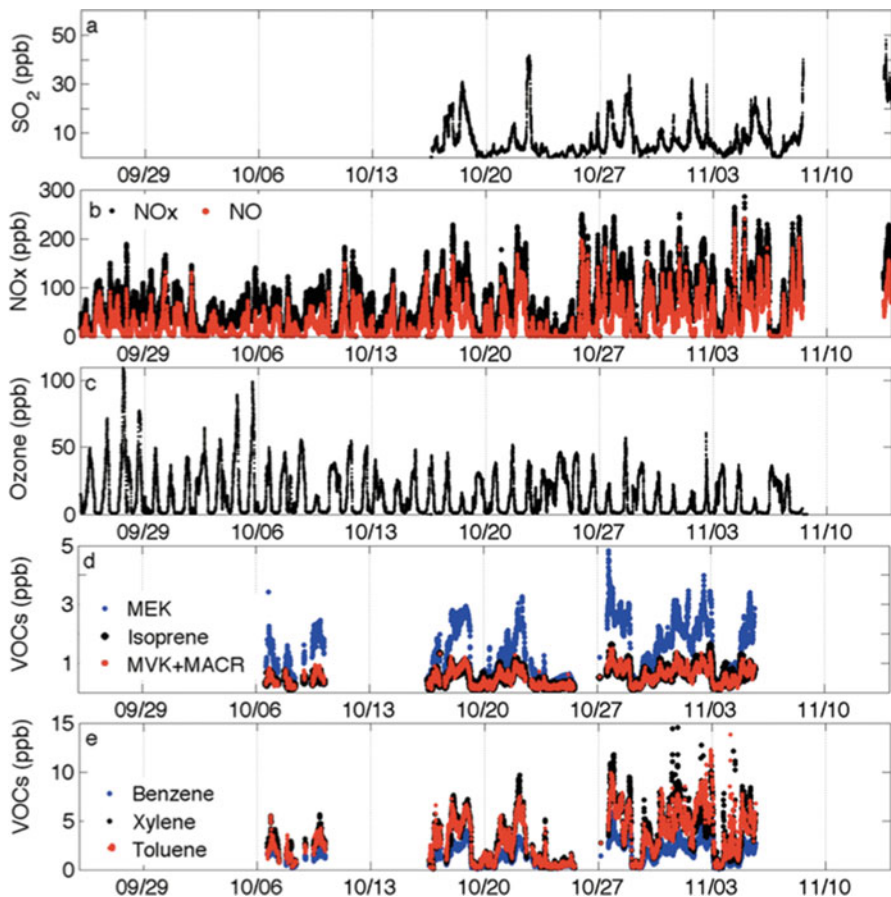 a
SO2 (ppb)
50
30
10
09/29 10/06 10/13 10/20 10/27 11/03 11/10
b
NOx
NO
NOx (ppb)
300
200
100
0
09/29 10/06 10/13 10/20 10/27 11/03 11/10
c
Ozone (ppb)
100
50
0
09/29 10/06 10/13 10/20 10/27 11/03 11/10
d
VOCs (ppb)
5
3
1
MEK
Isoprene
MVK+MACR
09/29 10/06 10/13 10/20 10/27 11/03 11/10
e
VOCs (ppb)
15
10
5
0
Benzene
Xylene
Toluene
09/29 10/06 10/13 10/20 10/27 11/03 11/10